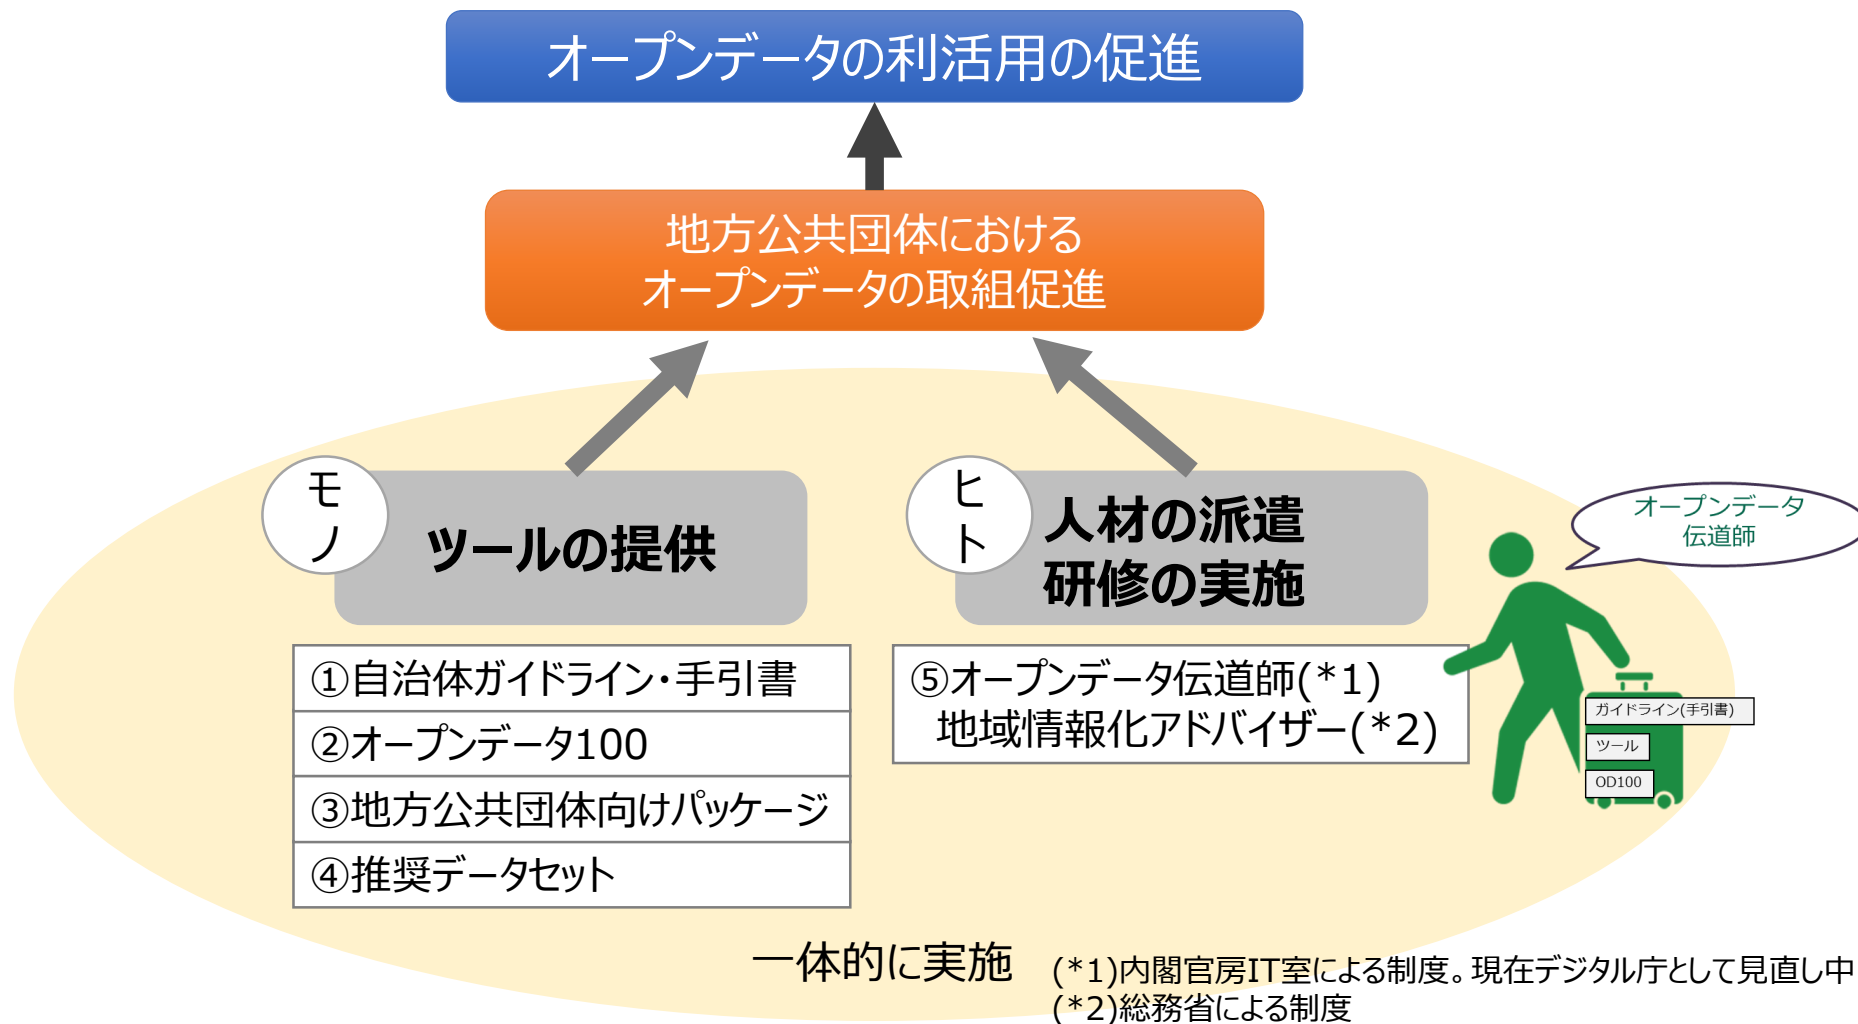 オープンデータの利活用の促進
地方公共団体における
オープンデータの取組促進
モ
ノ
ツールの提供
①自治体ガイドライン・手引書
②オープンデータ100
③地方公共団体向けパッケージ
④推奨データセット
ヒ
ト
人材の派遣
研修の実施
⑤オープンデータ伝道師(*1)
地域情報化アドバイザー(*2)
オープンデータ
伝道師
ガイドライン(手引書)
ツール
OD100
一体的に実施
(*1)内閣官房IT室による制度。現在デジタル庁として見直し中
(*2)総務省による制度